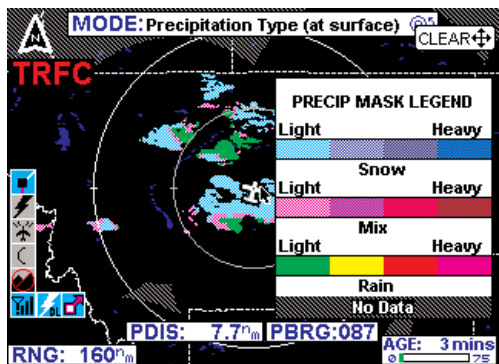 MODE: Precipitation Type (at surface)
N
CLEAR
TRFC
PRECIP MASK LEGEND
Light Heavy
Snow
Light Heavy
Mix
Light Heavy
Rain
No Data
DL
PDIS: 7.7nm PBRG:087
RNG: 160nm
AGE: 3 mins
0 75